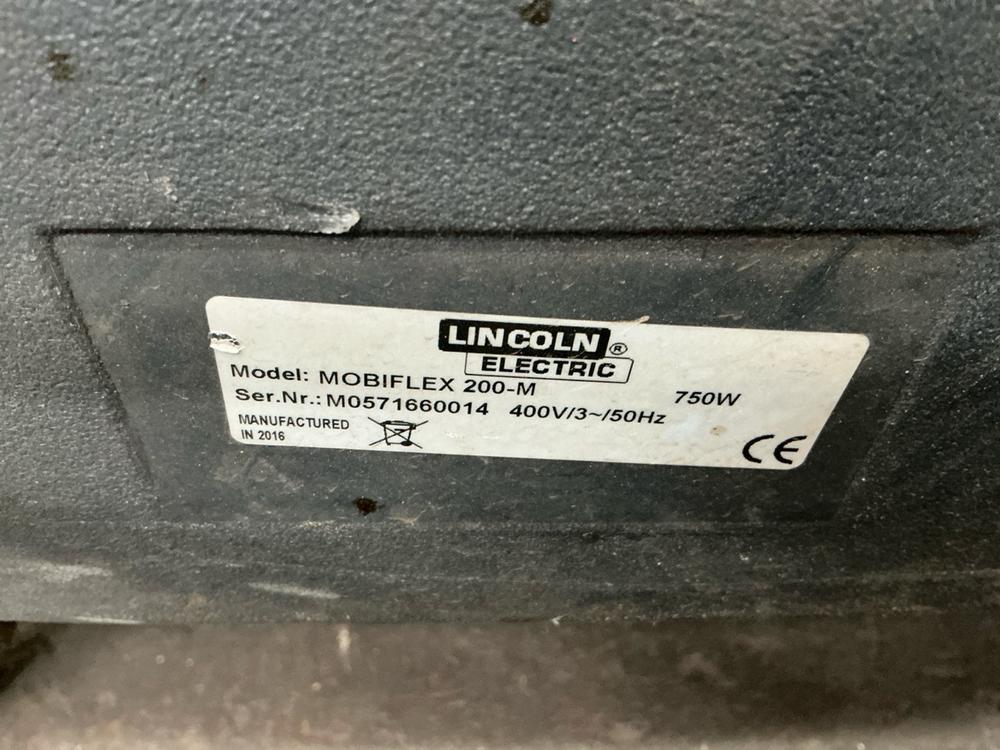 LINCOLN ®
ELECTRIC
Model: MOBIFLEX 200-M 750W
Ser.Nr.: M0571660014 400V/3~/50Hz
MANUFACTURED
IN 2016
CE